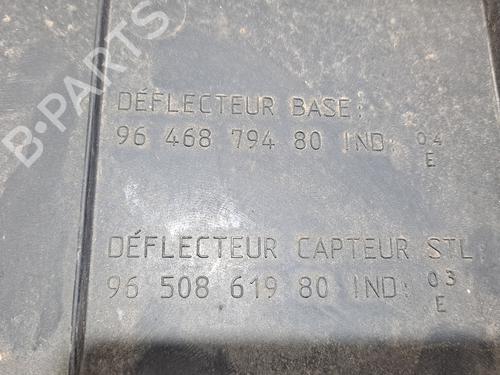 B-PARTS
DÉFLECTEUR BASE:
96 468 794 80 IND: 04
E
DÉFLECTEUR CAPTEUR STL
96 508 619 80 IND: 03
E